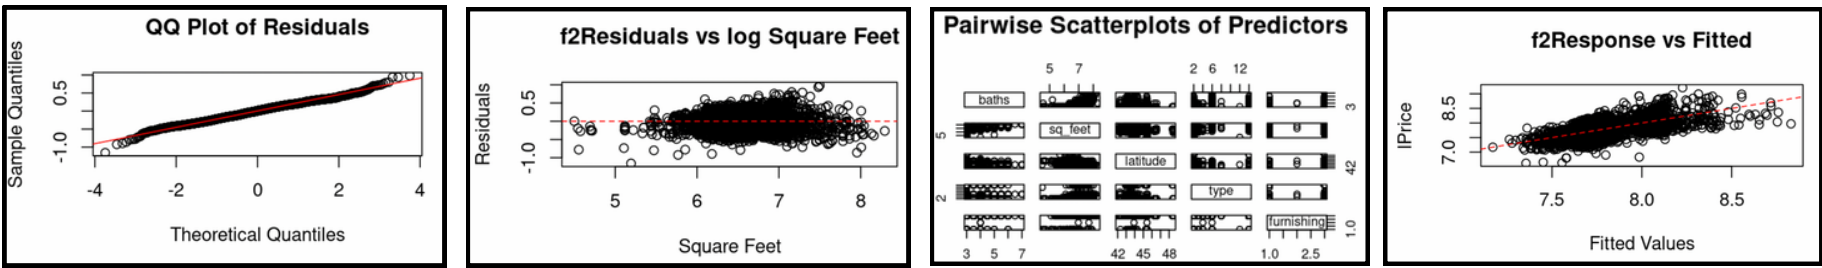 QQ Plot of Residuals
Sample Quantiles
-1.0 0.5
-4 -2 0 2 4
Theoretical Quantiles
f2Residuals vs log Square Feet
Residuals
-1.0 0.5
5 6 7 8
Square Feet
Pairwise Scatterplots of Predictors
5 7 2 6 12
baths 3
5 sq_feet
latitude 42
2 type
furnishing 1.0
3 5 7 42 45 48 1.0 2.5
f2Response vs Fitted
lPrice
7.0 8.5
7.5 8.0 8.5
Fitted Values